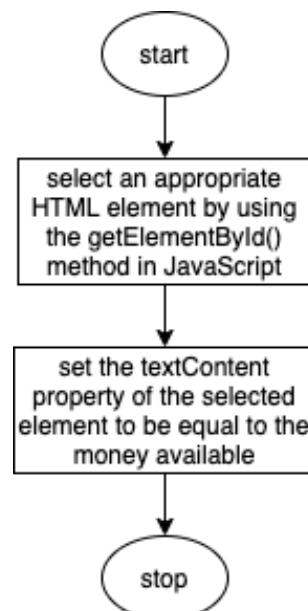 start
select an appropriate
HTML element by using
the getElementById()
method in JavaScript
set the textContent
property of the selected
element to be equal to the
money available
stop